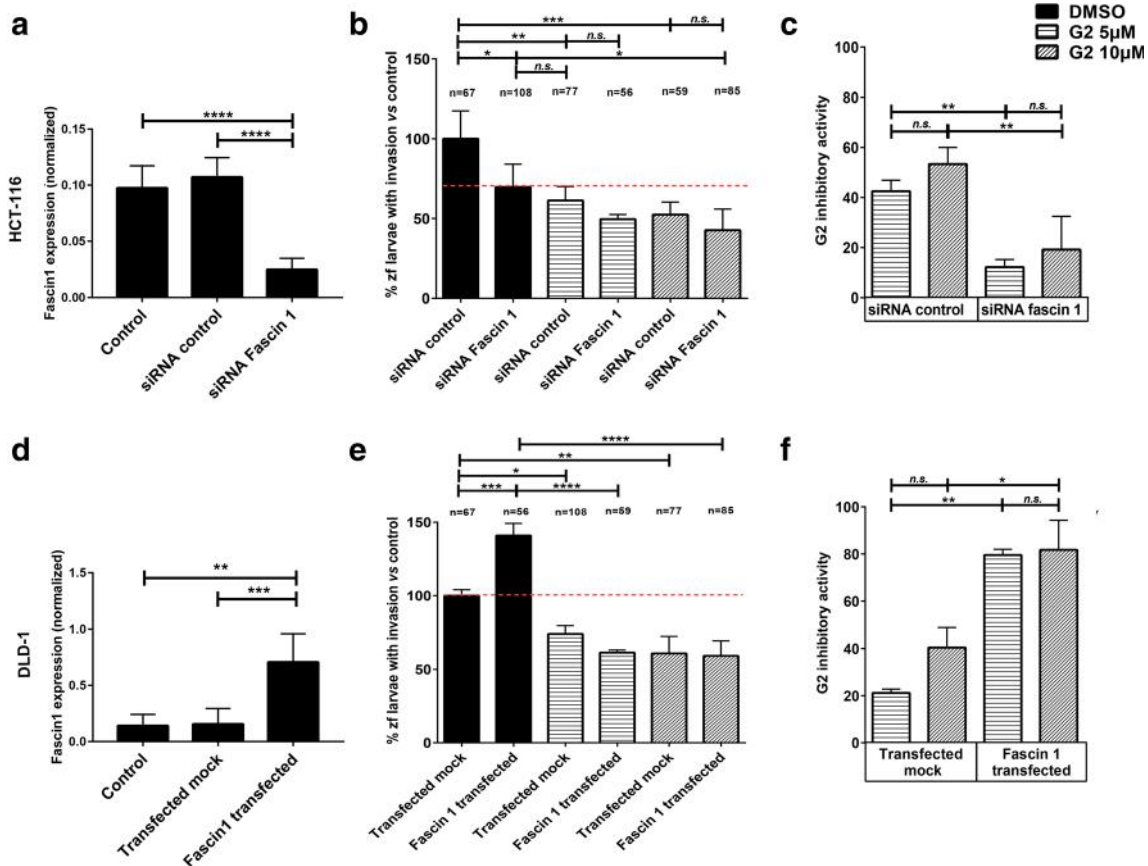 a
HCT-116
Fascin1 expression (normalized)
0.15
0.10
0.05
0.00
****
****
Control
siRNA control
siRNA Fascin 1
b
% zf larvae with invasion vs control
150
100
50
0
***
n.s.
**
n.s.
*
*
n.s.
n=67
n=108
n=77
n=56
n=59
n=85
siRNA control
siRNA Fascin 1
siRNA control
siRNA Fascin 1
siRNA control
siRNA Fascin 1
c
DMSO
G2 5µM
G2 10µM
G2 inhibitory activity
100
80
60
40
20
0
**
n.s.
n.s.
**
siRNA control
siRNA fascin 1
d
DLD-1
Fascin1 expression (normalized)
1.5
1.0
0.5
0.0
**
***
Control
Transfected mock
Fascin1 transfected
e
% zf larvae with invasion vs control
150
100
50
0
****
**
*
***
****
n=67
n=56
n=108
n=59
n=77
n=85
Transfected mock
Fascin 1 transfected
Transfected mock
Fascin 1 transfected
Transfected mock
Fascin 1 transfected
f
G2 inhibitory activity
100
80
60
40
20
0
n.s.
*
**
n.s.
Transfected
mock
Fascin 1
transfected